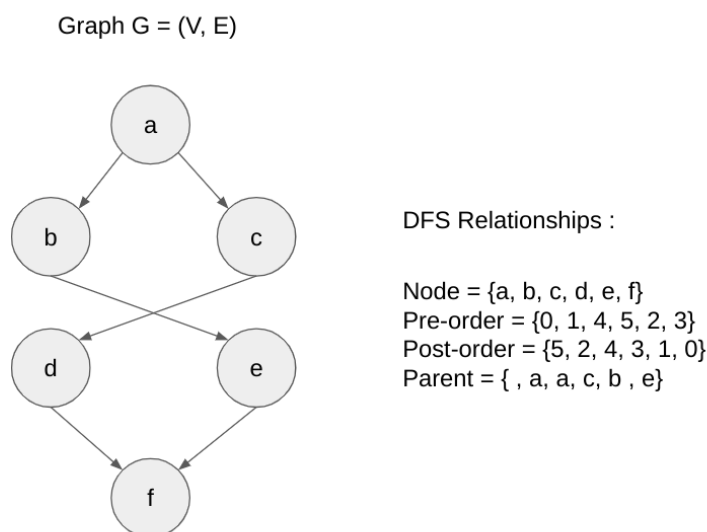 Graph G = (V, E)
a
b
c
d
e
f
DFS Relationships :
Node = {a, b, c, d, e, f}
Pre-order = {0, 1, 4, 5, 2, 3}
Post-order = {5, 2, 4, 3, 1, 0}
Parent = { , a, a, c, b , e}